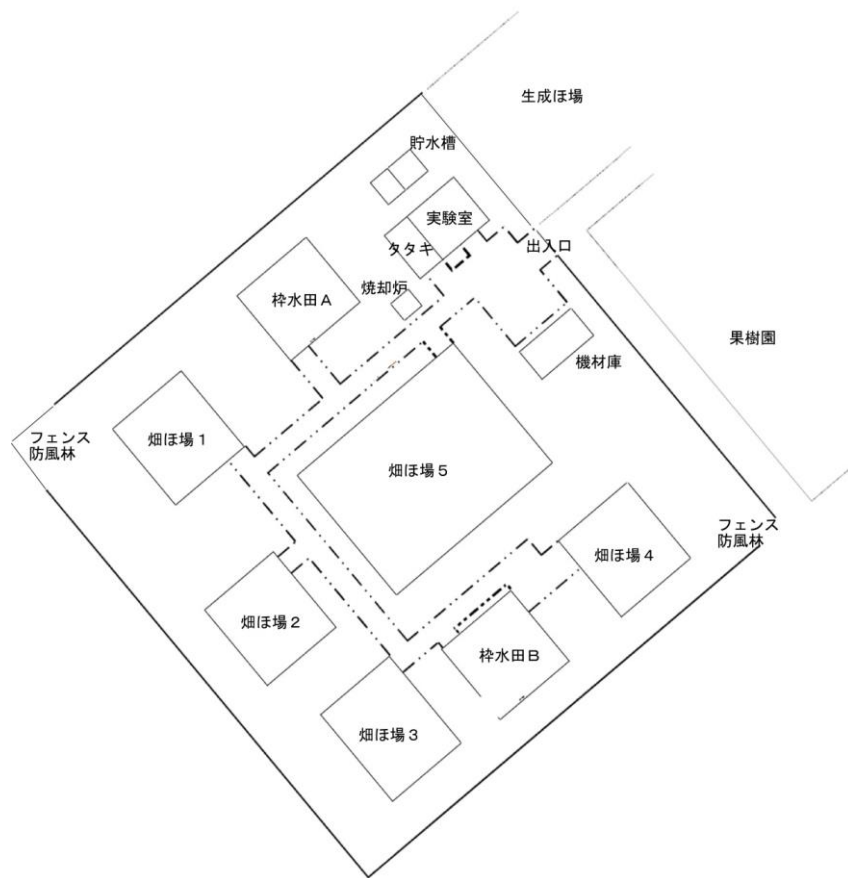 生成ほ場
貯水槽
実験室
タタキ
出入口
焼却炉
枠水田A
果樹園
機材庫
フェンス
防風林
畑ほ場1
畑ほ場5
フェンス
防風林
畑ほ場4
畑ほ場2
枠水田B
畑ほ場3